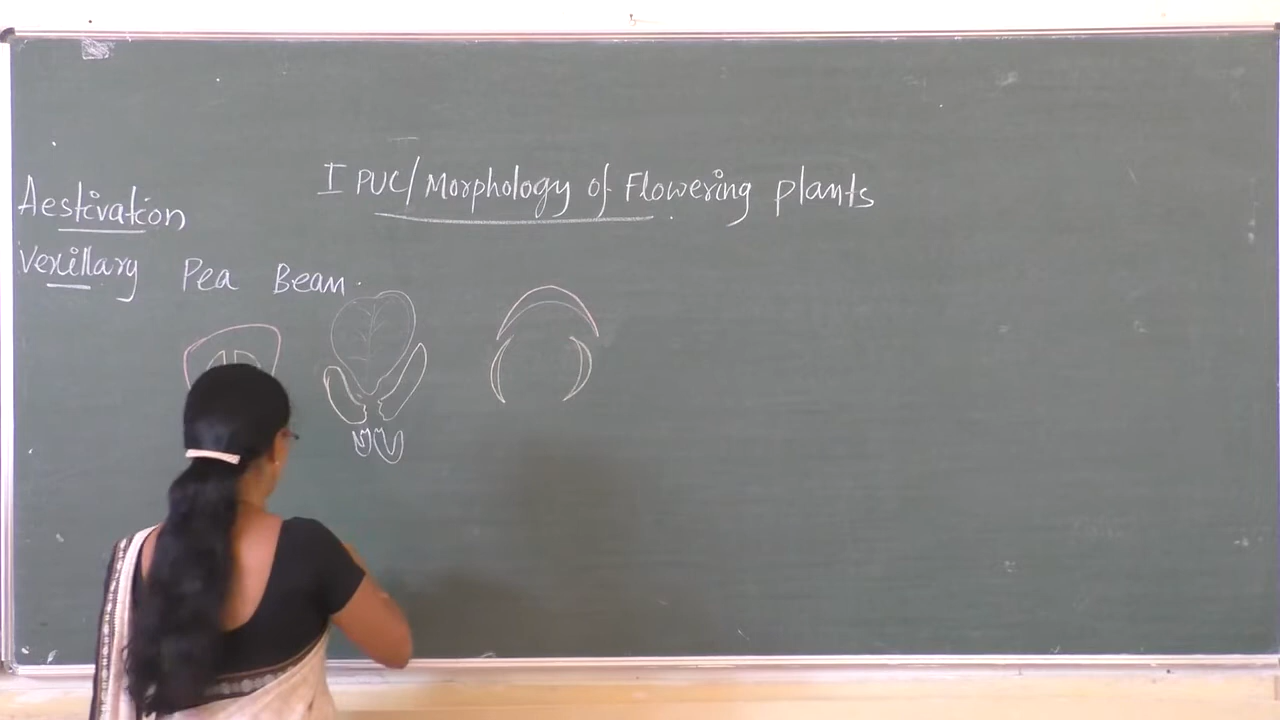 I PUC/Morphology of Flowering plants
Aestivation
Vexillary Pea Bean.